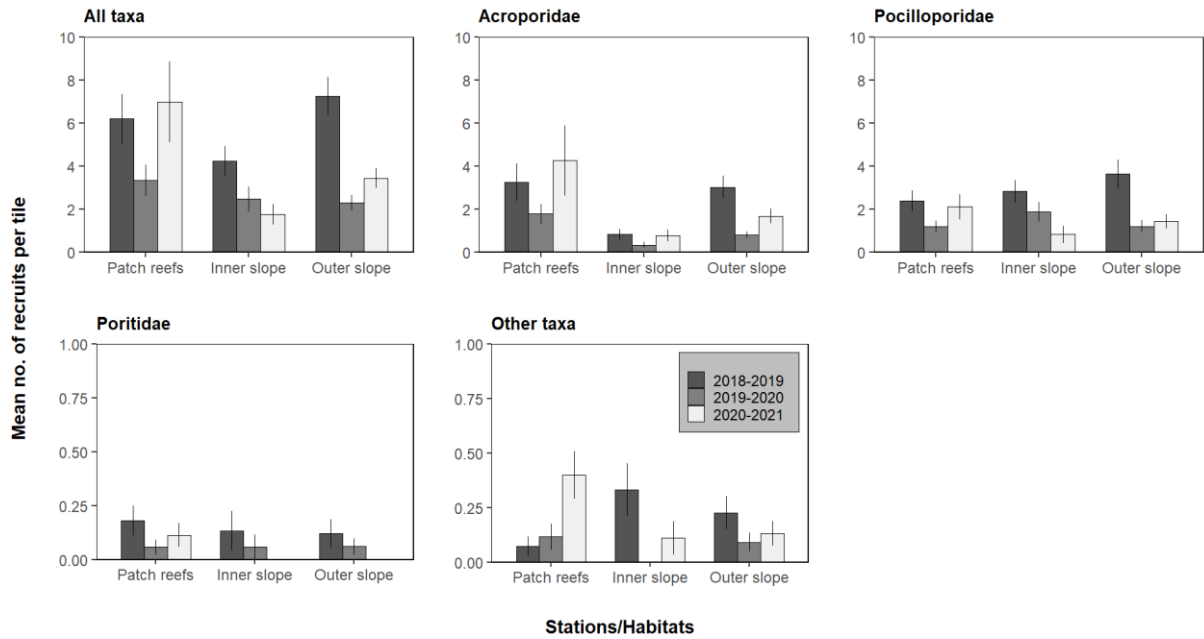 All taxa
10
8
6
4
2
0
Patch reefs Inner slope Outer slope
Acroporidae
10
8
6
4
2
0
Patch reefs Inner slope Outer slope
Pocilloporidae
10
8
6
4
2
0
Patch reefs Inner slope Outer slope
Mean no. of recruits per tile
Poritidae
1.00
0.75
0.50
0.25
0.00
Patch reefs Inner slope Outer slope
Other taxa
1.00
0.75
0.50
0.25
0.00
2018-2019
2019-2020
2020-2021
Patch reefs Inner slope Outer slope
Stations/Habitats